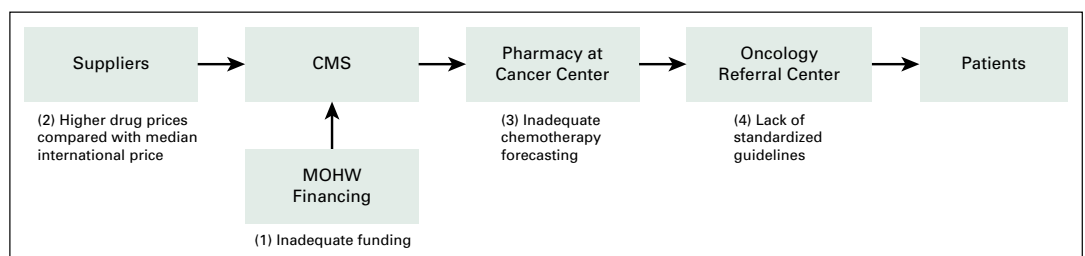 Suppliers
CMS
Pharmacy at
Cancer Center
Oncology
Referral Center
Patients
(2) Higher drug prices
compared with median
international price
(3) Inadequate
chemotherapy
forecasting
(4) Lack of
standardized
guidelines
MOHW
Financing
(1) Inadequate funding